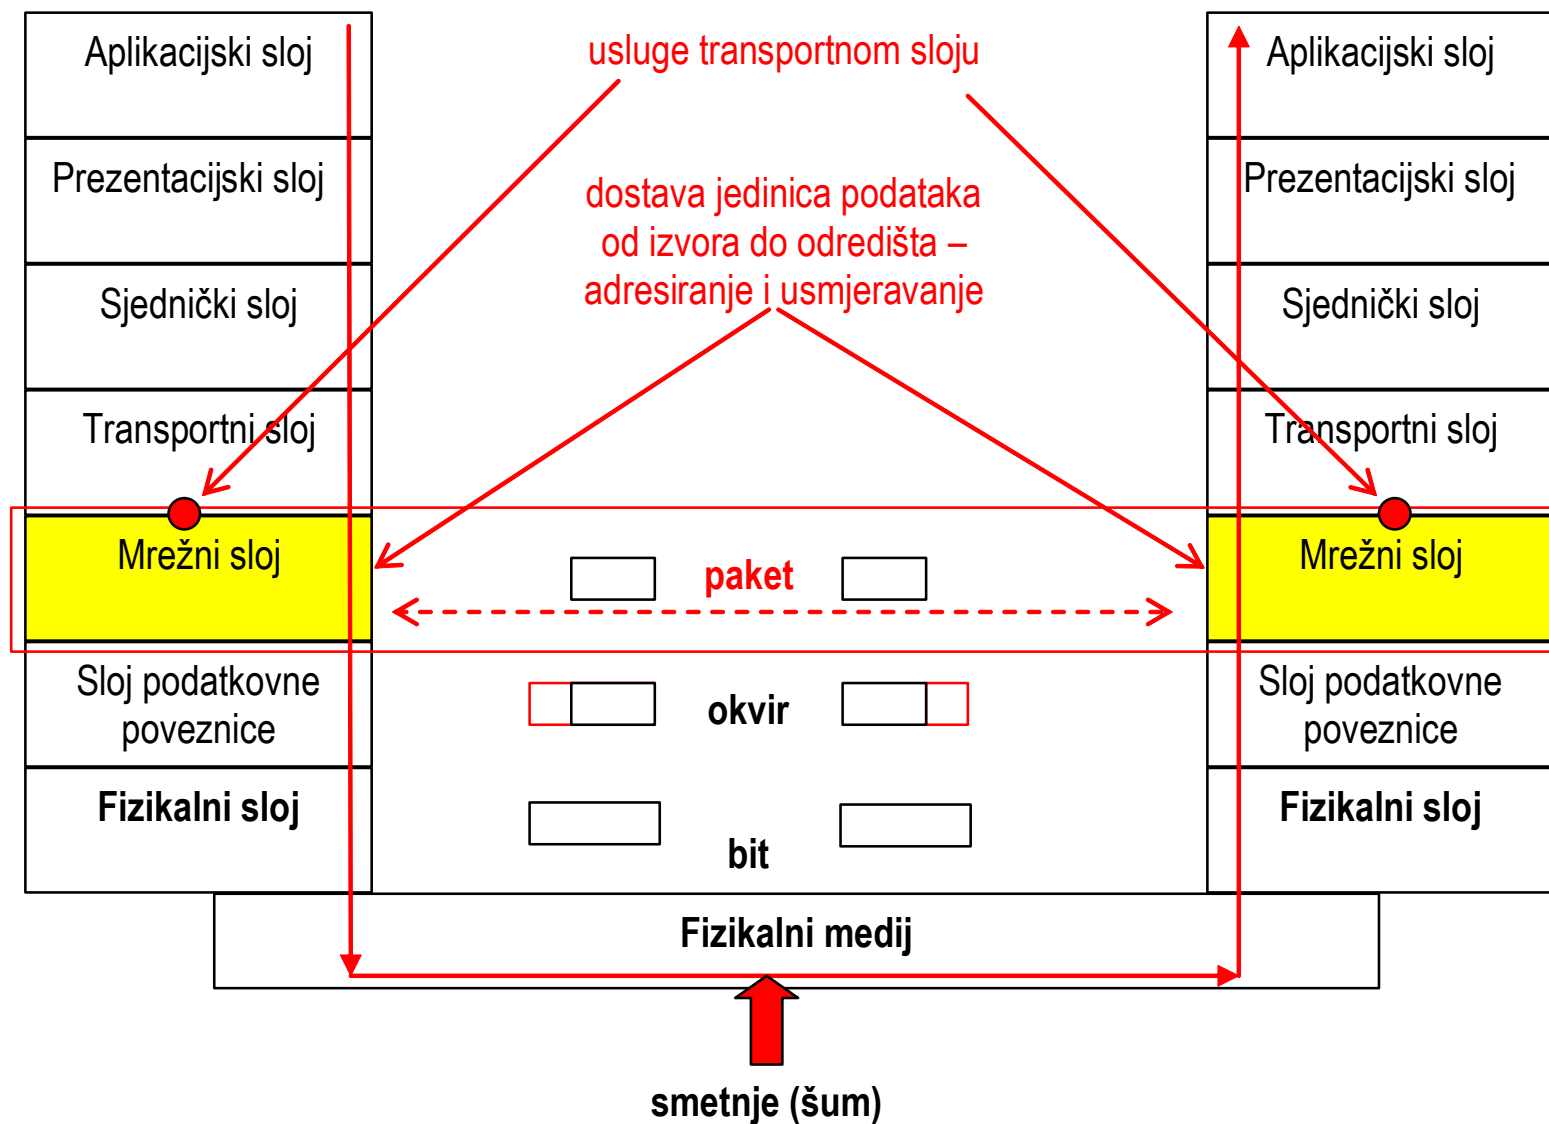 Aplikacijski sloj
Prezentacijski sloj
Sjednički sloj
Transportni sloj
Mrežni sloj
Sloj podatkovne
poveznice
Fizikalni sloj
usluge transportnom sloju
dostava jedinica podataka
od izvora do odredišta –
adresiranje i usmjeravanje
paket
okvir
bit
Aplikacijski sloj
Prezentacijski sloj
Sjednički sloj
Transportni sloj
Mrežni sloj
Sloj podatkovne
poveznice
Fizikalni sloj
Fizikalni medij
smetnje (šum)